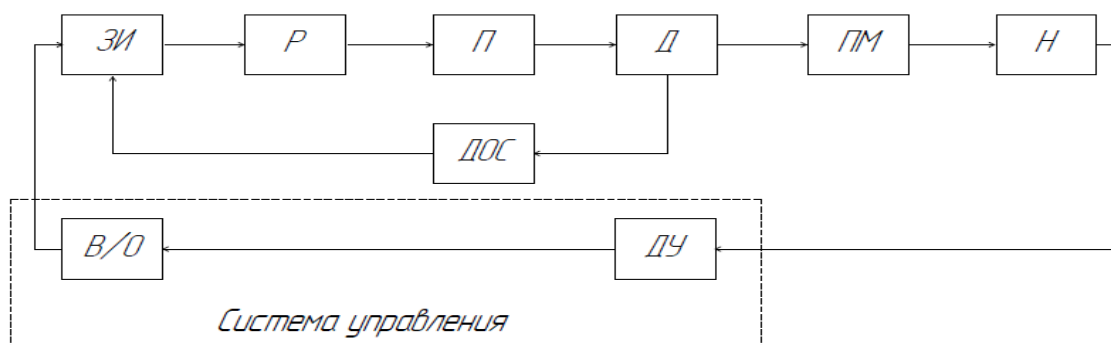 ЗИ
Р
П
Д
ПМ
Н
ДОС
В/О
ДУ
Система управления